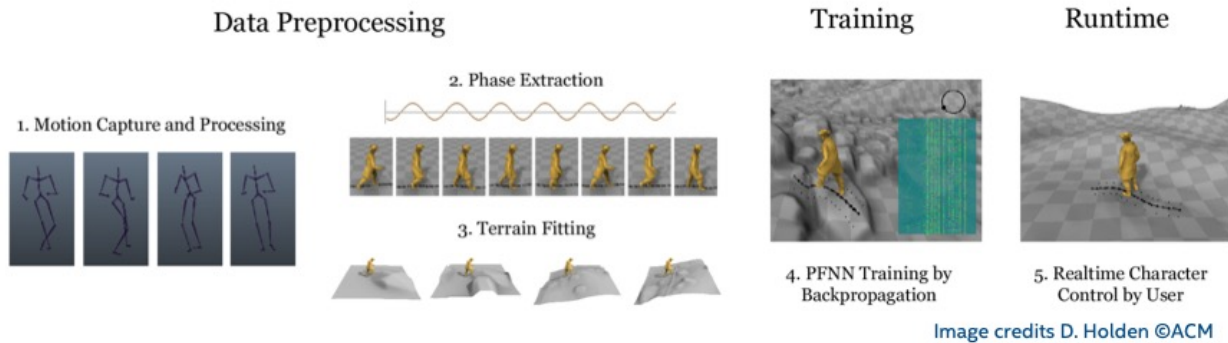 Data Preprocessing
Training
Runtime
1. Motion Capture and Processing
2. Phase Extraction
3. Terrain Fitting
4. PFNN Training by
Backpropagation
5. Realtime Character
Control by User
Image credits D. Holden ©ACM